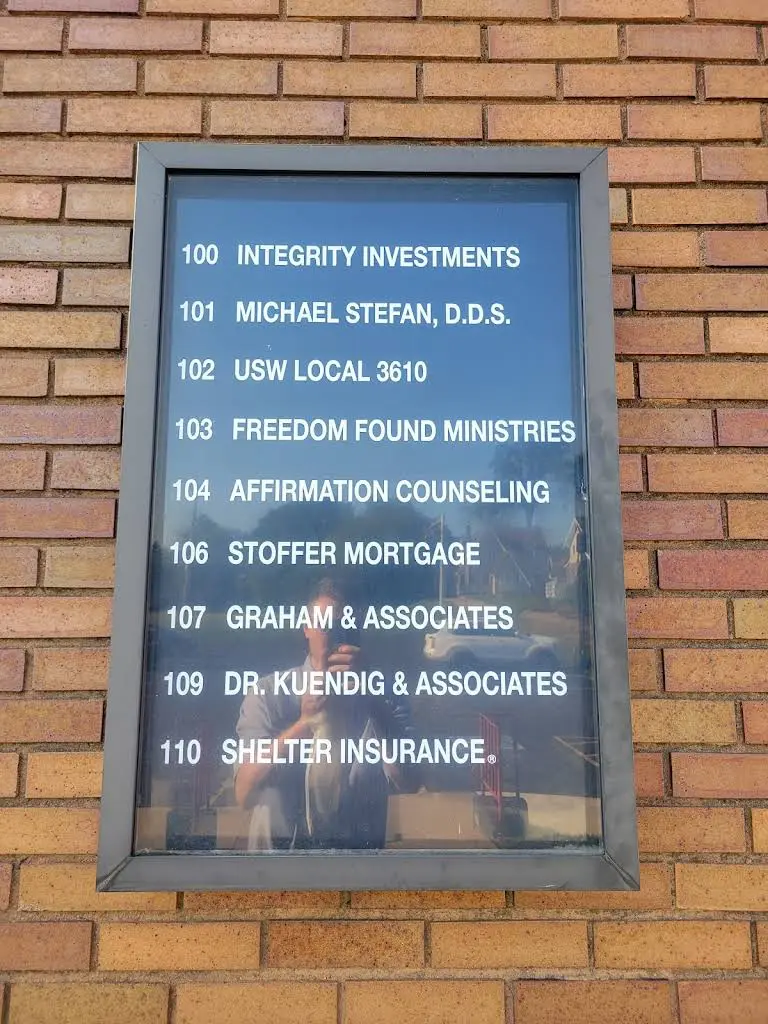 100 INTEGRITY INVESTMENTS
101 MICHAEL STEFAN, D.D.S.
102 USW LOCAL 3610
103 FREEDOM FOUND MINISTRIES
104 AFFIRMATION COUNSELING
106 STOFFER MORTGAGE
107 GRAHAM & ASSOCIATES
109 DR. KUENDIG & ASSOCIATES
110 SHELTER INSURANCE®